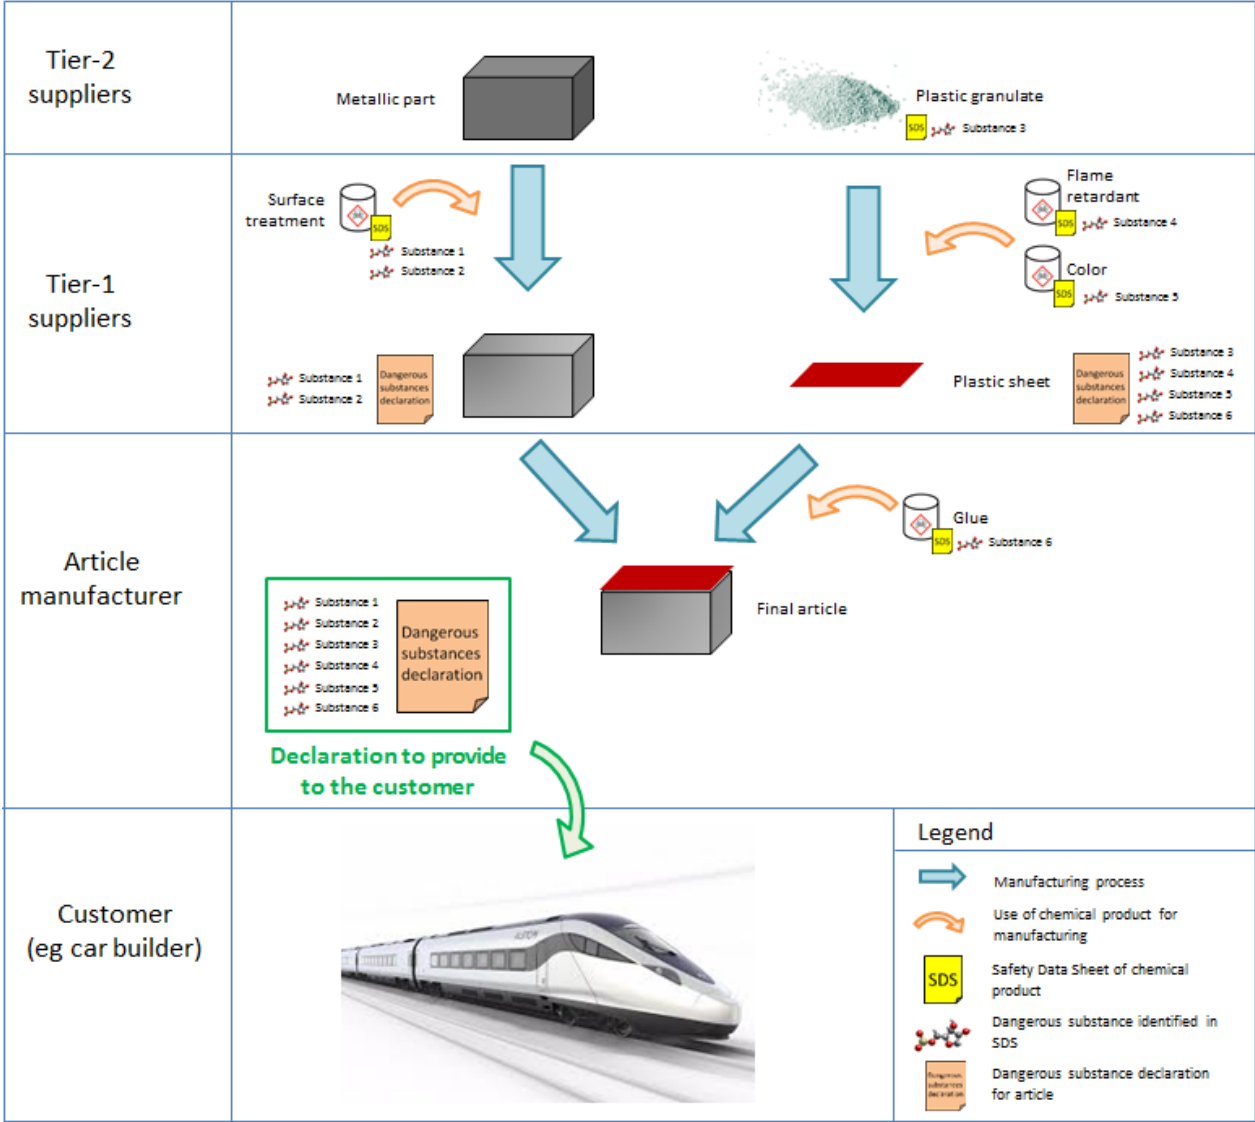 Tier-2
suppliers
Metallic part
Plastic granulate
SDS
Substance 3
Tier-1
suppliers
Surface
treatment
SDS
Substance 1
Substance 2
Flame
retardant
SDS
Substance 4
Color
SDS
Substance 5
Substance 1
Substance 2
Dangerous
substances
declaration
Plastic sheet
Dangerous
substances
declaration
Substance 3
Substance 4
Substance 5
Substance 6
Article
manufacturer
Glue
SDS
Substance 6
Final article
Substance 1
Substance 2
Substance 3
Substance 4
Substance 5
Substance 6
Dangerous
substances
declaration
Declaration to provide
to the customer
Customer
(eg car builder)
ALSTOM
Legend
Manufacturing process
Use of chemical product for
manufacturing
SDS
Safety Data Sheet of chemical
product
Dangerous substance identified in
SDS
Dangerous
substances
declaration
Dangerous substance declaration
for article